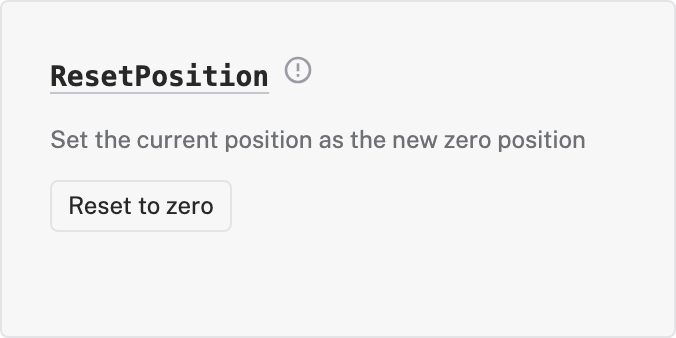 ResetPosition
Set the current position as the new zero position
Reset to zero